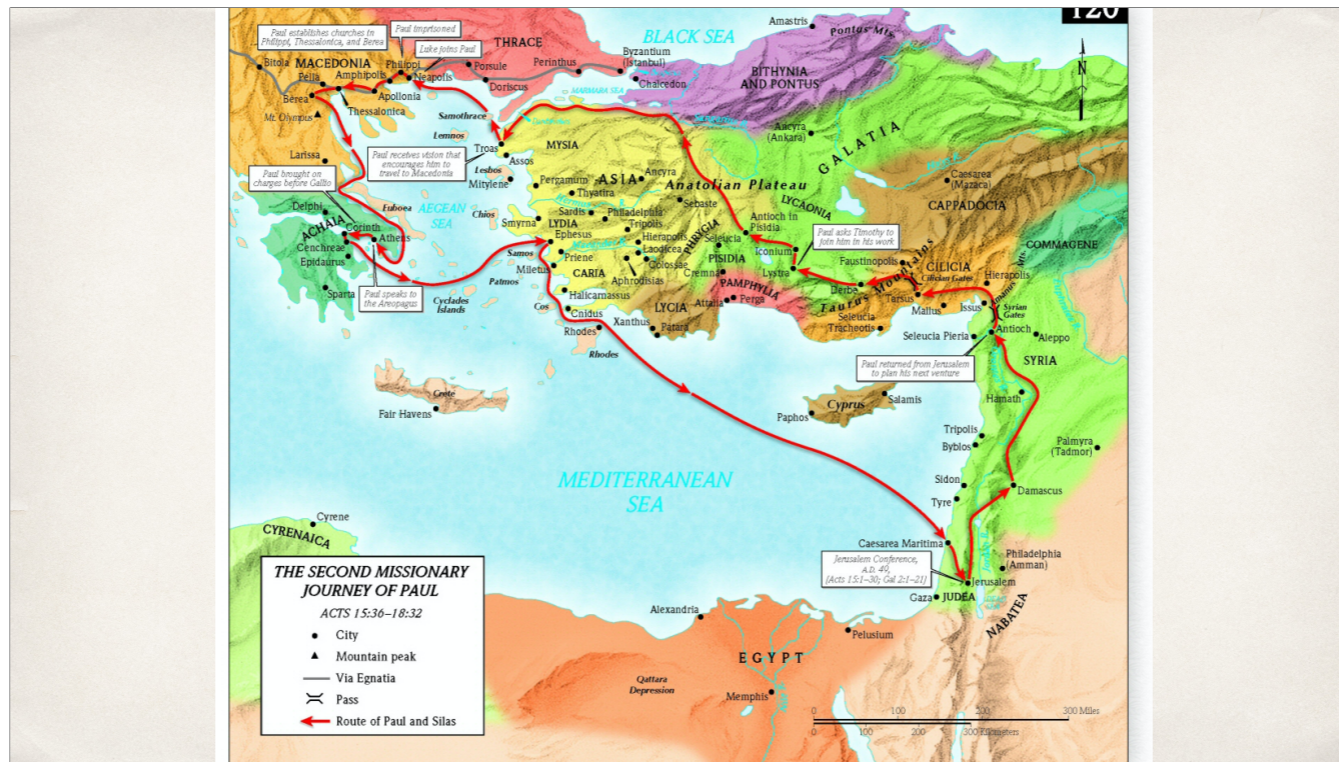 120
BLACK SEA
Amastris
Pontus Mts.
Paul establishes churches in
Philippi, Thessalonica, and Berea
Paul imprisoned
Luke joins Paul
THRACE
Byzantium
(Istanbul)
Perinthus
Chalcedon
MARMARA SEA
BITHYNIA
AND PONTUS
Bitola
MACEDONIA
Pella
Amphipolis
Philippi
Neapolis
Porsule
Doriscus
Berea
Apollonia
Thessalonica
Mt. Olympus
Samothrace
Lemnos
Troas
Assos
MYSIA
Ancyra
(Ankara)
GALATIA
N
Larissa
Paul receives vision that
encourages him to
travel to Macedonia
Lesbos
Mitylene
Pergamum
Thyatira
ASIA
Ancyra
Anatolian Plateau
Caesarea
(Mazaca)
CAPPADOCIA
Paul brought on
charges before Gallio
Delphi
Euboea
AEGEAN
SEA
Chios
Smyrna
Sardis
Philadelphia
Tripolis
LYDIA
Ephesus
Hierapolis
Laodicea
Colossae
Sebaste
PHRYGIA
LYCAONIA
Antioch in
Pisidia
Seleucia
PISIDIA
Cremna
Iconium
Lystra
Paul asks Timothy to
join him in his work
COMMAGENE
ACHAIA
Corinth
Athens
Cenchreae
Epidaurus
Sparta
Paul speaks to
the Areopagus
Cyclades
Islands
Samos
Patmos
Priene
Miletus
CARIA
Aphrodisias
Halicarnassus
Cos
Cnidus
Rhodes
Rhodes
LYCIA
Xanthus
Patara
PAMPHYLIA
Attalia
Perga
Derbe
Faustinopolis
CILICIA
Cilician Gates
Taurus Mountains
Tarsus
Mallus
Issus
Hierapolis
Amanus Mts.
Syrian
Gates
Seleucia
Tracheotis
Seleucia Pieria
Antioch
Aleppo
SYRIA
Paul returned from Jerusalem
to plan his next venture
Crete
Fair Havens
Cyprus
Salamis
Paphos
Hamath
Tripolis
Byblos
Palmyra
(Tadmor)
MEDITERRANEAN
SEA
Sidon
Tyre
Damascus
Cyrene
CYRENAICA
Caesarea Maritima
Jerusalem Conference,
A.D. 49,
(Acts 15:1–30; Gal 2:1–21)
Philadelphia
(Amman)
Jerusalem
Gaza
JUDEA
NABATEA
THE SECOND MISSIONARY
JOURNEY OF PAUL
ACTS 15:36–18:32
City
Mountain peak
Via Egnatia
Pass
Route of Paul and Silas
Alexandria
Pelusium
EGYPT
Qattara
Depression
Memphis
0 100 200 300 Miles
0 100 200 300 Kilometers